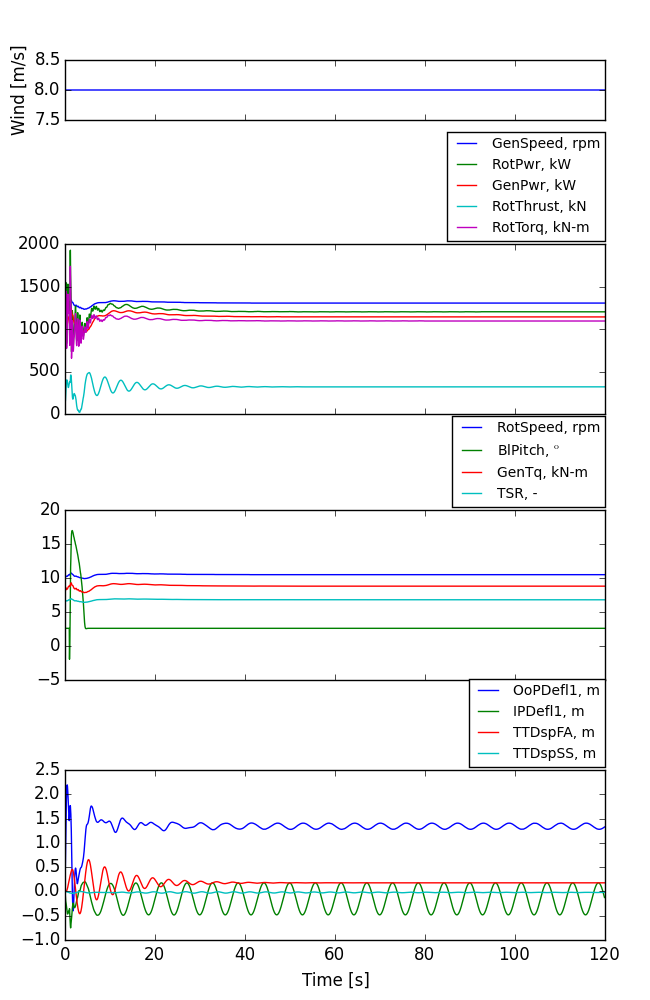 Wind [m/s]
8.5
8.0
7.5
GenSpeed, rpm
RotPwr, kW
GenPwr, kW
RotThrust, kN
RotTorq, kN-m
2000
1500
1000
500
0
RotSpeed, rpm
BlPitch, °
GenTq, kN-m
TSR, -
20
15
10
5
0
−5
OoPDefl1, m
IPDefl1, m
TTDspFA, m
TTDspSS, m
2.5
2.0
1.5
1.0
0.5
0.0
−0.5
−1.0
0 20 40 60 80 100 120
Time [s]